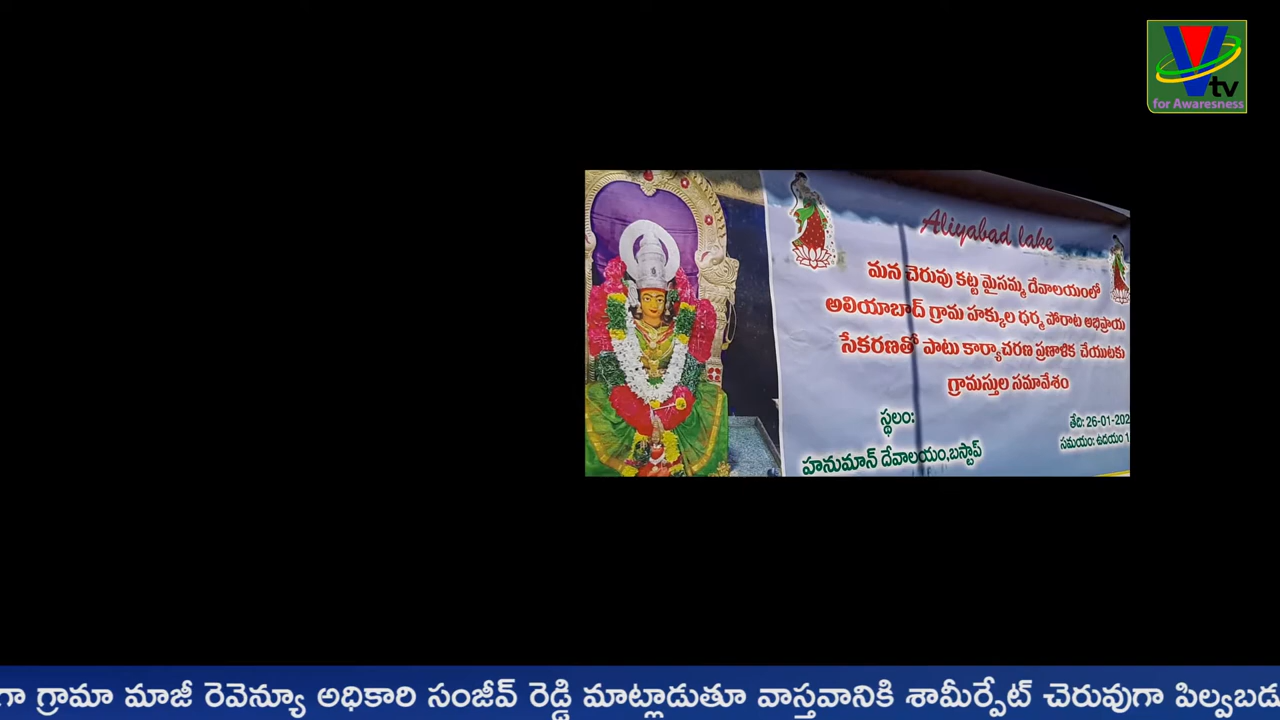 V
tv
for Awaresness
Aliyabad lake
మన చెరువు కట్ట మైసమ్మ దేవాలయంలో
అలియాబాద్ గ్రామ హక్కుల ధర్మ పోరాట అభిప్రాయ
సేకరణతో పాటు కార్యాచరణ ప్రణాళిక చేయుటకు
గ్రామస్తుల సమావేశం
స్థలం:
తేది: 26-01-202
హనుమాన్ దేవాలయం,బస్టాప్
సమయం: ఉదయం 1
గా గ్రామా మాజీ రెవెన్యూ అధికారి సంజీవ్ రెడ్డి మాట్లాడుతూ వాస్తవానికి శామీర్పేట్ చెరువుగా పిల్వబడ